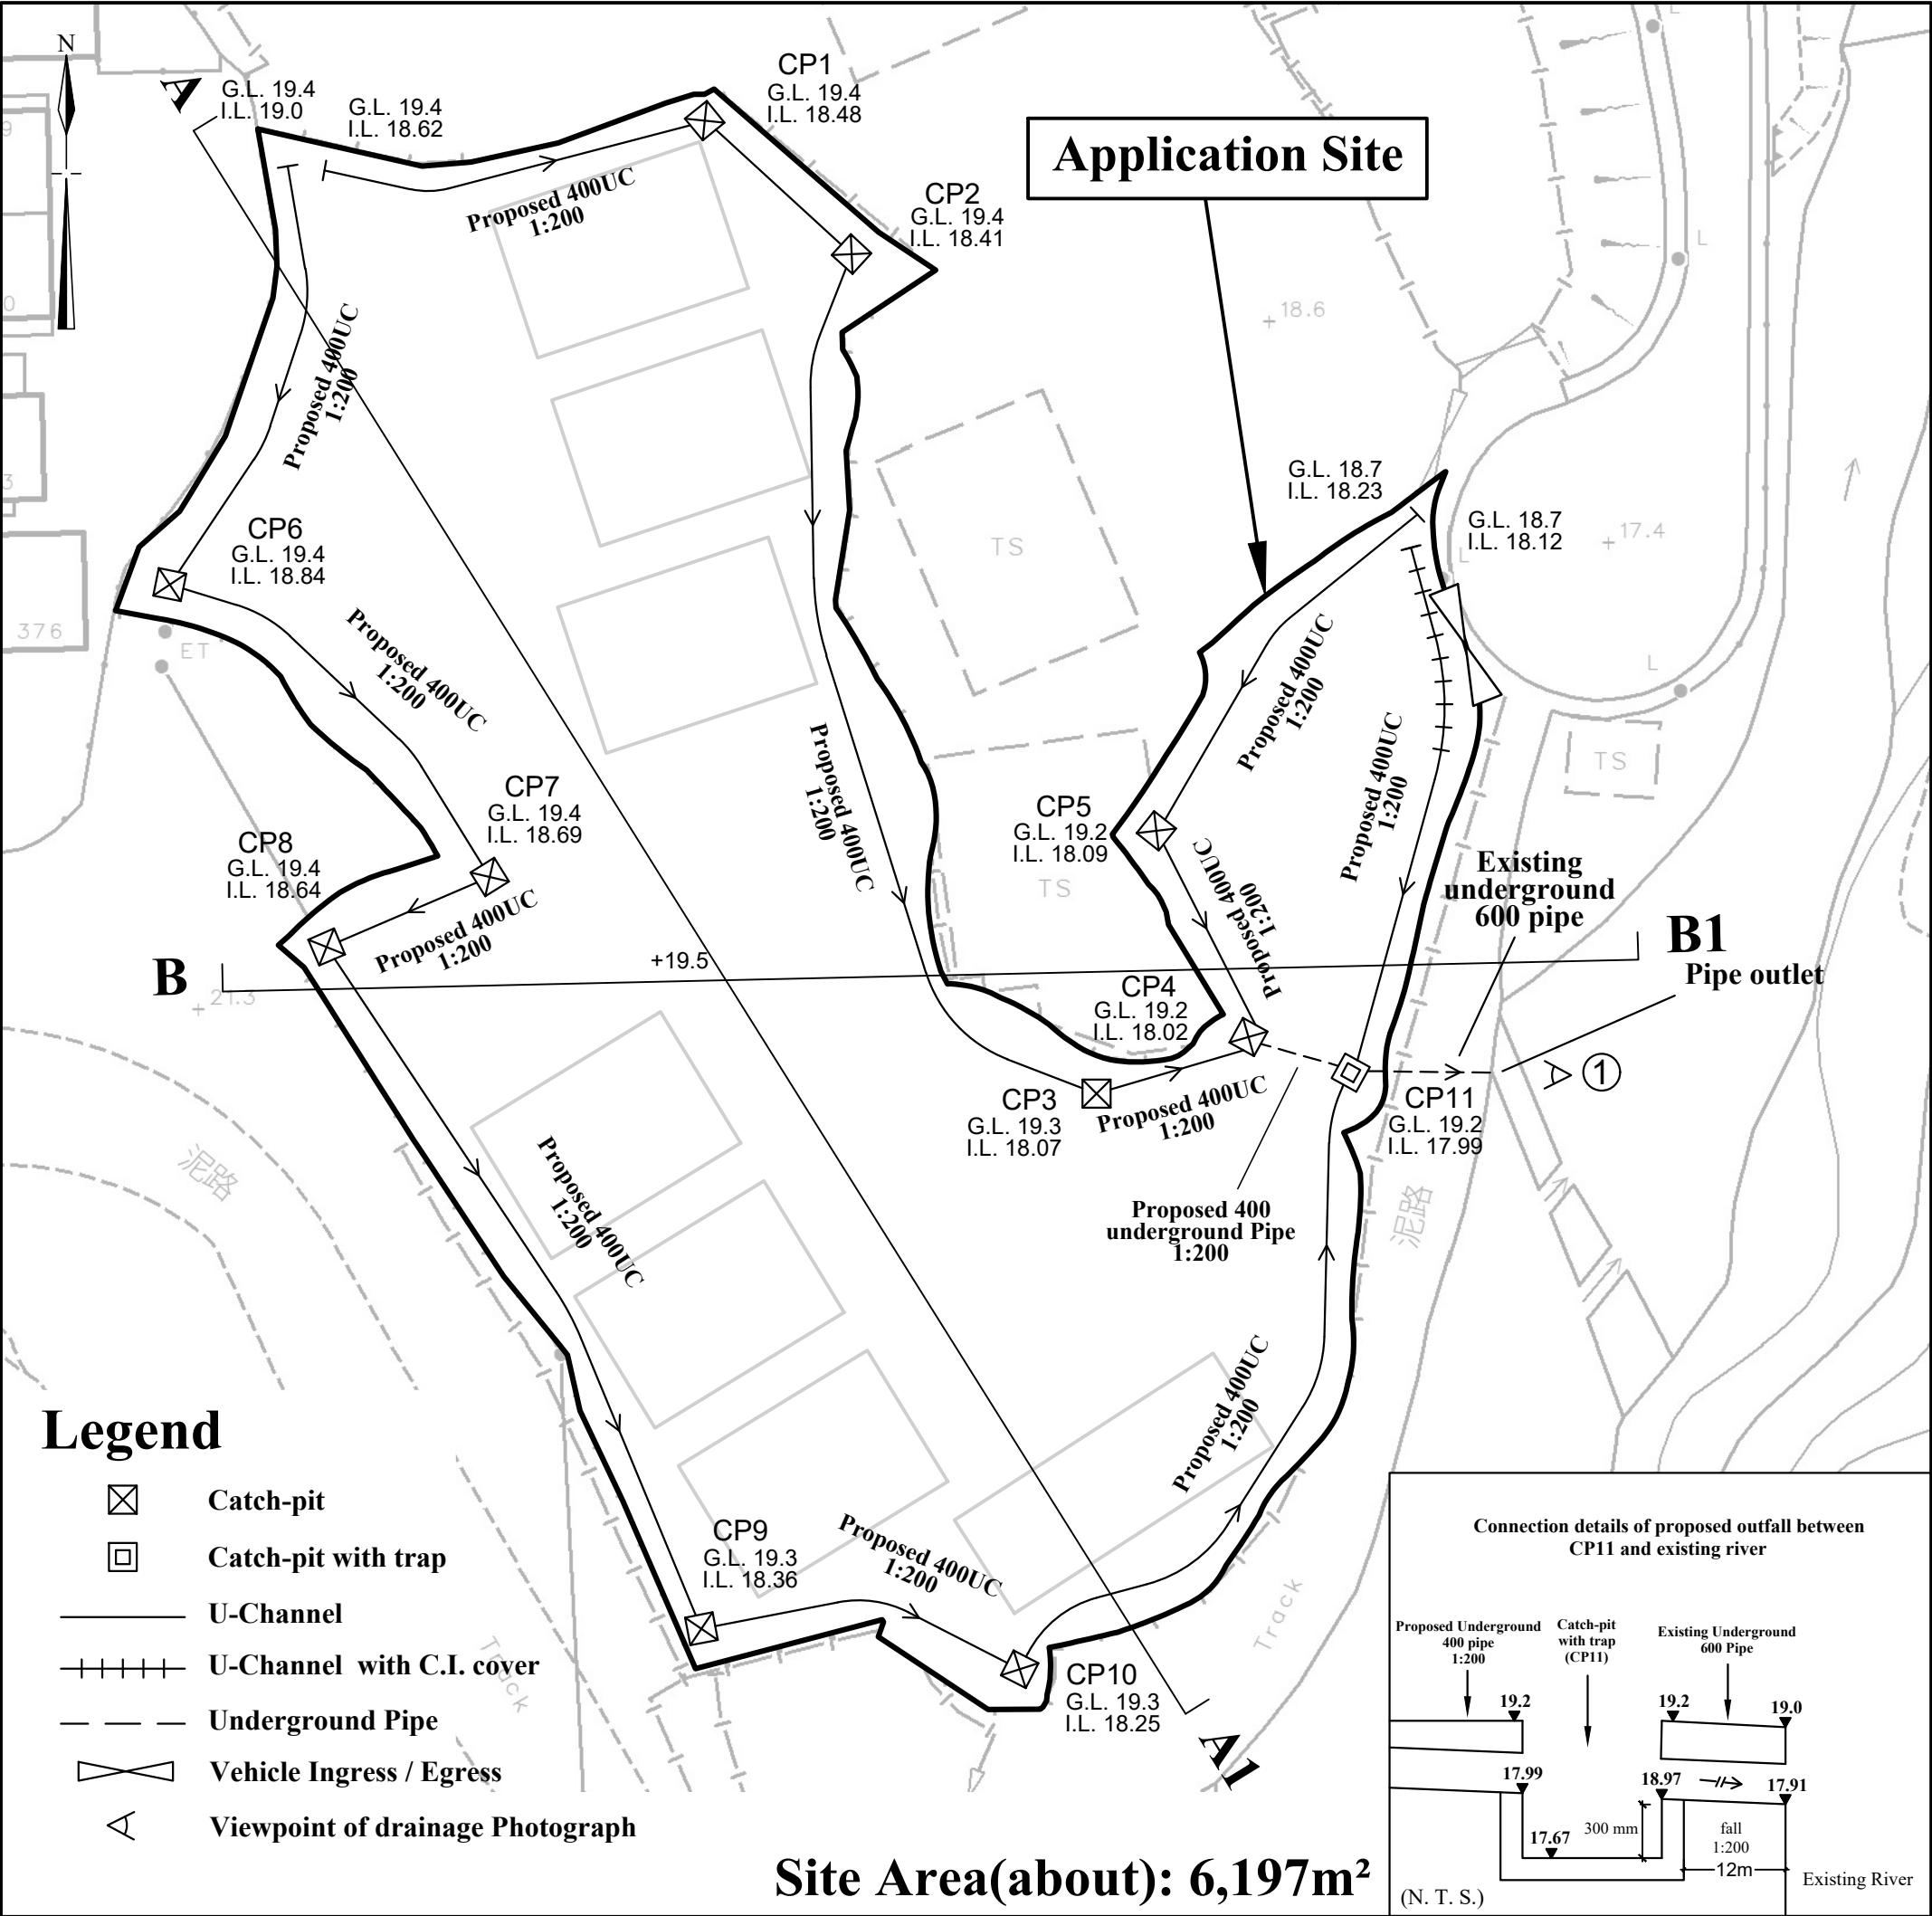 N
A
G.L. 19.4
I.L. 19.0
G.L. 19.4
I.L. 18.62
CP1
G.L. 19.4
I.L. 18.48
CP2
G.L. 19.4
I.L. 18.41
Application Site
Proposed 400UC
1:200
L
L
18.6
Proposed 400UC
1:200
9
0
3
376
CP6
G.L. 19.4
I.L. 18.84
ET
TS
G.L. 18.7
I.L. 18.23
G.L. 18.7
I.L. 18.12
17.4
L
L
TS
Proposed 400UC
1:200
Proposed 400UC
1:200
Proposed 400UC
1:200
Proposed 400UC
1:200
CP7
G.L. 19.4
I.L. 18.69
CP8
G.L. 19.4
I.L. 18.64
Proposed 400UC
1:200
CP5
G.L. 19.2
I.L. 18.09
TS
Proposed 400UC
1:200
Existing
underground
600 pipe
B
21.3
+19.5
B1
Pipe outlet
CP4
G.L. 19.2
I.L. 18.02
1
CP3
G.L. 19.3
I.L. 18.07
Proposed 400UC
1:200
CP11
G.L. 19.2
I.L. 17.99
泥路
泥路
Proposed 400
underground Pipe
1:200
Proposed 400UC
1:200
Proposed 400UC
1:200
CP9
G.L. 19.3
I.L. 18.36
Proposed 400UC
1:200
CP10
G.L. 19.3
I.L. 18.25
Track
Track
A1
Legend
Catch-pit
Catch-pit with trap
U-Channel
U-Channel with C.I. cover
Underground Pipe
Vehicle Ingress / Egress
Viewpoint of drainage Photograph
Site Area(about): 6,197m²
Connection details of proposed outfall between
CP11 and existing river
Proposed Underground
400 pipe
1:200
Catch-pit
with trap
(CP11)
Existing Underground
600 Pipe
19.2
19.2
19.0
17.99
18.97
17.91
17.67
300 mm
fall
1:200
12m
Existing River
(N. T. S.)